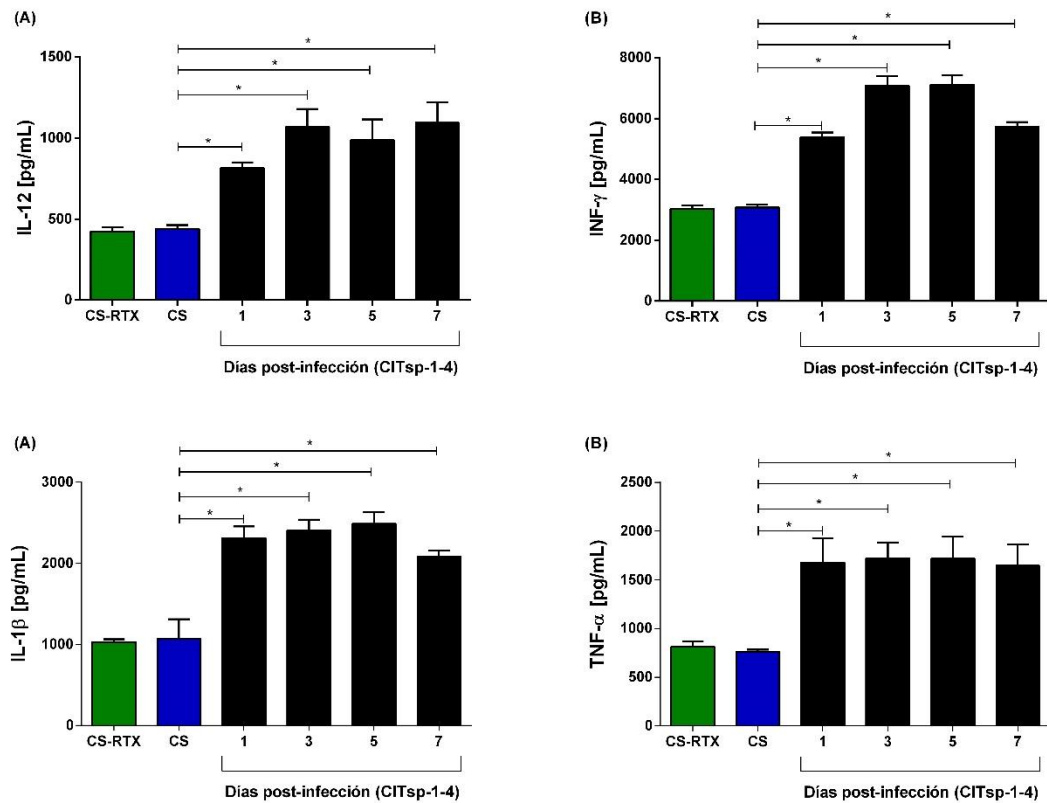 (A)
IL-12 [pg/mL]
1500
1000
500
0
*
*
*
*
CS-RTX CS 1 3 5 7
Días post-infección (CITsp-1-4)
(B)
INF-γ [pg/mL]
8000
6000
4000
2000
0
*
*
*
*
CS-RTX CS 1 3 5 7
Días post-infección (CITsp-1-4)
(A)
IL-1β [pg/mL]
3000
2000
1000
0
*
*
*
*
CS-RTX CS 1 3 5 7
Días post-infección (CITsp-1-4)
(B)
TNF-α [pg/mL]
2500
2000
1500
1000
500
0
*
*
*
*
CS-RTX CS 1 3 5 7
Días post-infección (CITsp-1-4)